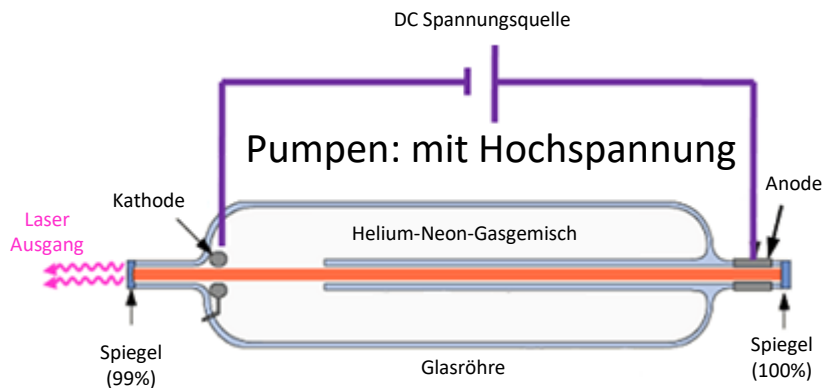 DC Spannungsquelle
Pumpen: mit Hochspannung
Kathode
Anode
Laser
Ausgang
Helium-Neon-Gasgemisch
Spiegel
(99%)
Glasröhre
Spiegel
(100%)